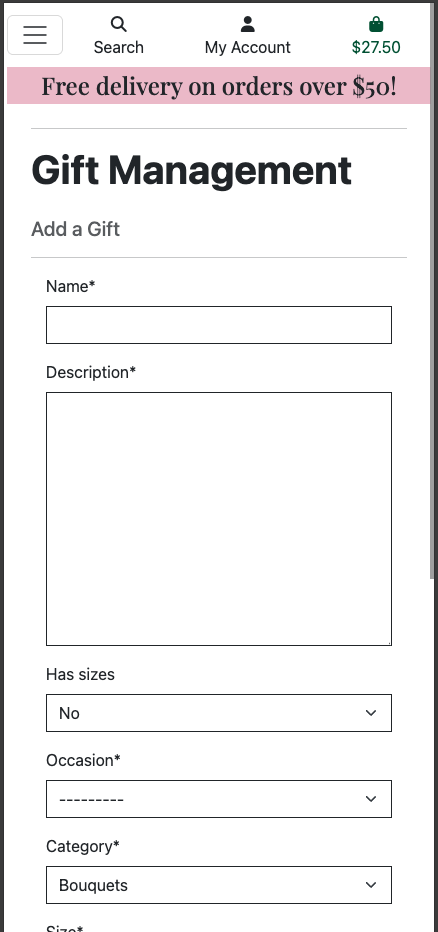 Search
My Account
$27.50
Free delivery on orders over $50!
Gift Management
Add a Gift
Name*
Description*
Has sizes
No
Occasion*
---------
Category*
Bouquets
Size*